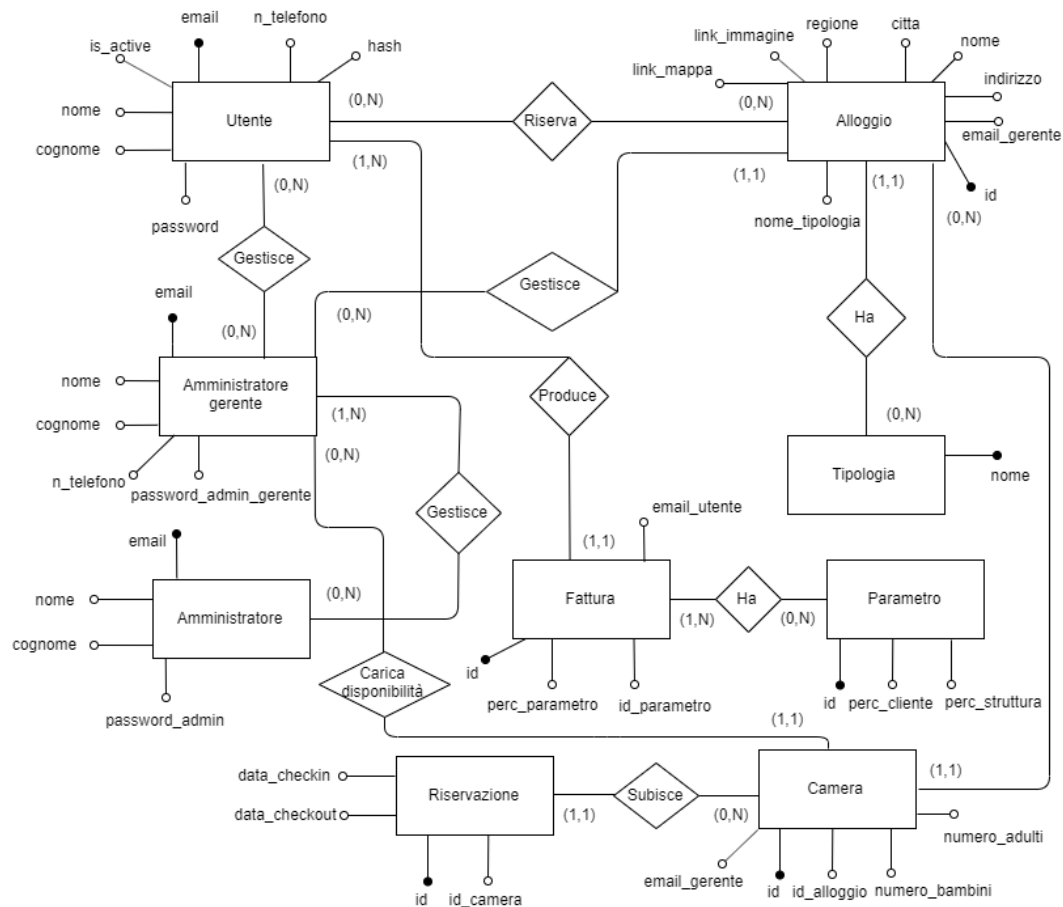 email
n_telefono
is_active
hash
nome
Utente
cognome
password
(0,N)
(1,N)
(0,N)
Riserva
(0,N)
link_immagine
regione
citta
nome
link_mappa
indirizzo
Alloggio
email_gerente
id
nome_tipologia
(1,1)
(1,1)
(0,N)
Gestisce
(0,N)
Gestisce
(0,N)
Ha
(0,N)
Tipologia
nome
email
nome
Amministratore
gerente
cognome
n_telefono
password_admin_gerente
(1,N)
(0,N)
Produce
(1,1)
Gestisce
(0,N)
email
nome
Amministratore
cognome
password_admin
email_utente
Fattura
id
perc_parametro
id_parametro
(1,N)
Ha
(0,N)
Parametro
id
perc_cliente
perc_struttura
Carica
disponibilità
(1,1)
data_checkin
Riservazione
data_checkout
id
id_camera
(1,1)
Subisce
(0,N)
Camera
(1,1)
numero_adulti
email_gerente
id
id_alloggio
numero_bambini